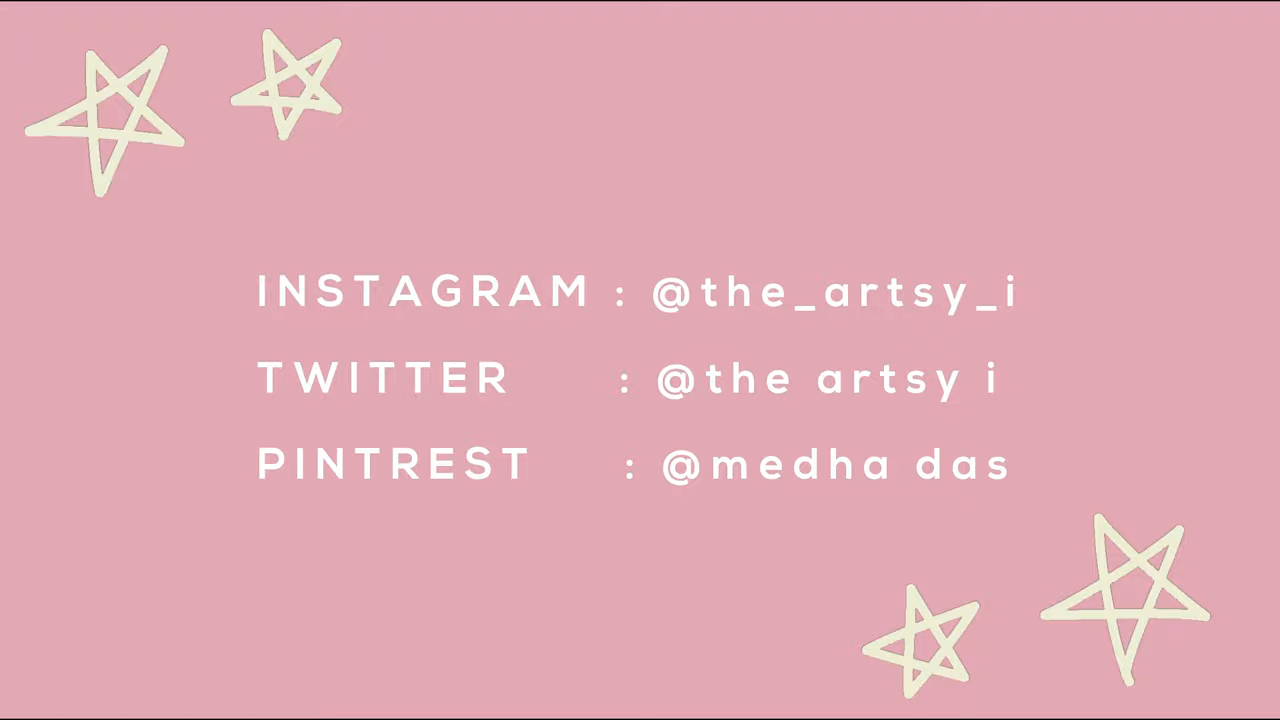 INSTAGRAM : @the_artsy_i
TWITTER : @the artsy i
PINTREST : @medha das